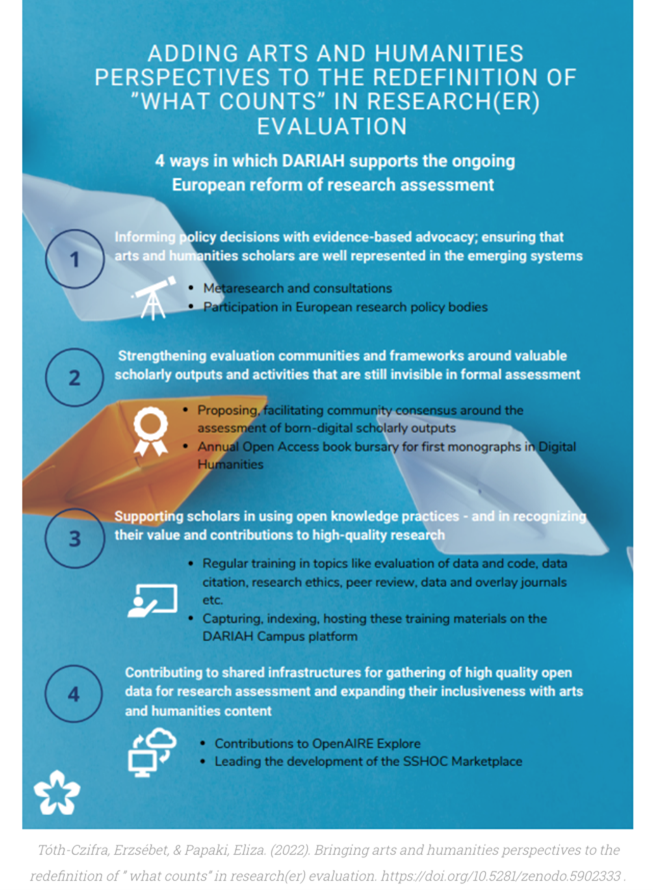 ADDING ARTS AND HUMANITIES
PERSPECTIVES TO THE REDEFINITION OF
"WHAT COUNTS" IN RESEARCH(ER)
EVALUATION
4 ways in which DARIAH supports the ongoing
European reform of research assessment
1
Informing policy decisions with evidence-based advocacy; ensuring that
arts and humanities scholars are well represented in the emerging systems
• Metaresearch and consultations
• Participation in European research policy bodies
2
Strengthening evaluation communities and frameworks around valuable
scholarly outputs and activities that are still invisible in formal assessment
• Proposing, facilitating community consensus around the
assessment of born-digital scholarly outputs
• Annual Open Access book bursary for first monographs in Digital
Humanities
3
Supporting scholars in using open knowledge practices - and in recognizing
their value and contributions to high-quality research
• Regular training in topics like evaluation of data and code, data
citation, research ethics, peer review, data and overlay journals
etc.
• Capturing, indexing, hosting these training materials on the
DARIAH Campus platform
4
Contributing to shared infrastructures for gathering of high quality open
data for research assessment and expanding their inclusiveness with arts
and humanities content
• Contributions to OpenAIRE Explore
• Leading the development of the SSHOC Marketplace
Tóth-Czifra, Erzsébet, & Papaki, Eliza. (2022). Bringing arts and humanities perspectives to the
redefinition of " what counts" in research(er) evaluation. https://doi.org/10.5281/zenodo.5902333 .